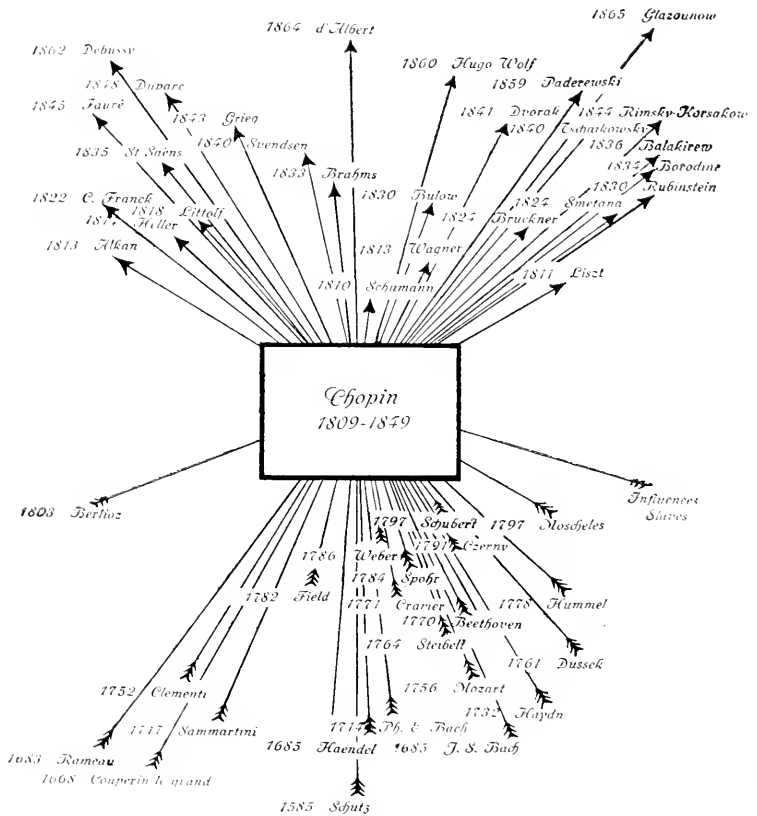 1865 Glazounow
1864 d'Albert
1862 Debussy
1860 Hugo Wolf
1859 Paderewski
1848 Duparc
1845 Fauré
1843 Grieg
1841 Dvorak
1844 Rimsky-Korsakow
1840 Svendsen
1840 Tschaikowsky
1836 Balakirew
1835 St Saëns
1834 Borodine
1833 Brahms
1830 Rubinstein
1830 Bulow
1822 C. Franck
1818 Littolf
1824 Smetana
1824 Bruckner
Hiller
1813 Alkan
1813 Wagner
1811 Liszt
1810 Schumann
Chopin
1809-1849
1803 Berlioz
Influences
Slaves
1797 Schubert
1797 Moscheles
1791 Czerny
1786 Weber
1784 Spohr
1782 Field
1771 Cramer
1778 Hummel
1770 Beethoven
1764 Steibelt
1761 Dussek
1752 Clementi
1756 Mozart
1732 Haydn
Sammartini
1714 Ph. E Bach
1685 Haendel
1685 J. S. Bach
1683 Rameau
1668 Couperin le grand
1585 Schutz